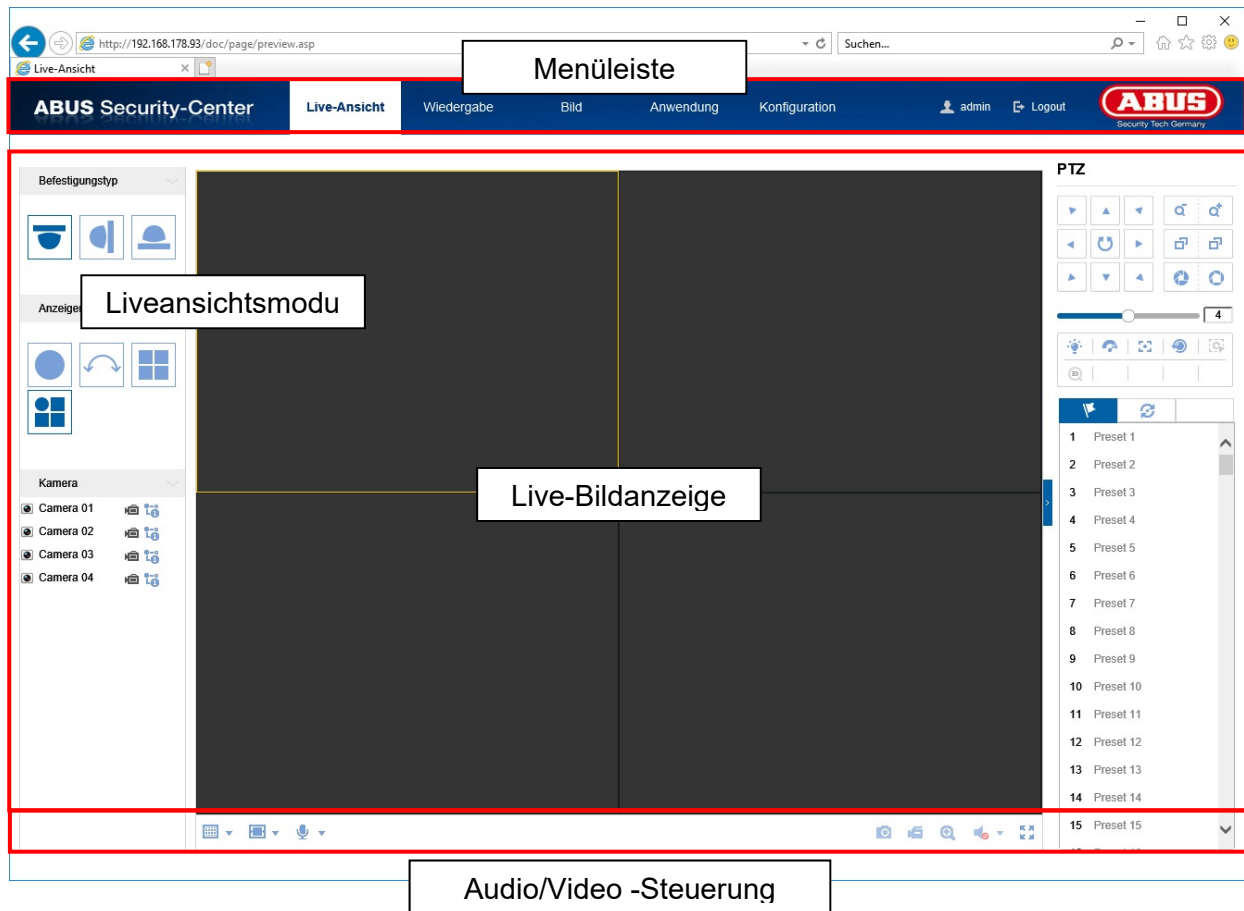 http://192.168.178.93/doc/page/preview.asp
Suchen...
Live-Ansicht
Menüleiste
ABUS Security-Center
Live-Ansicht
Wiedergabe
Bild
Anwendung
Konfiguration
admin
Logout
ABUS
Security Tech Germany
Befestigungstyp
Liveansichtsmodu
Anzeigen
Kamera
Camera 01
Camera 02
Camera 03
Camera 04
Live-Bildanzeige
PTZ
4
3D
1 Preset 1
2 Preset 2
3 Preset 3
4 Preset 4
5 Preset 5
6 Preset 6
7 Preset 7
8 Preset 8
9 Preset 9
10 Preset 10
11 Preset 11
12 Preset 12
13 Preset 13
14 Preset 14
15 Preset 15
Audio/Video -Steuerung